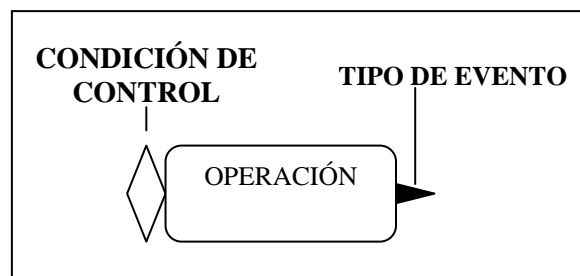 CONDICIÓN DE
CONTROL
TIPO DE EVENTO
OPERACIÓN